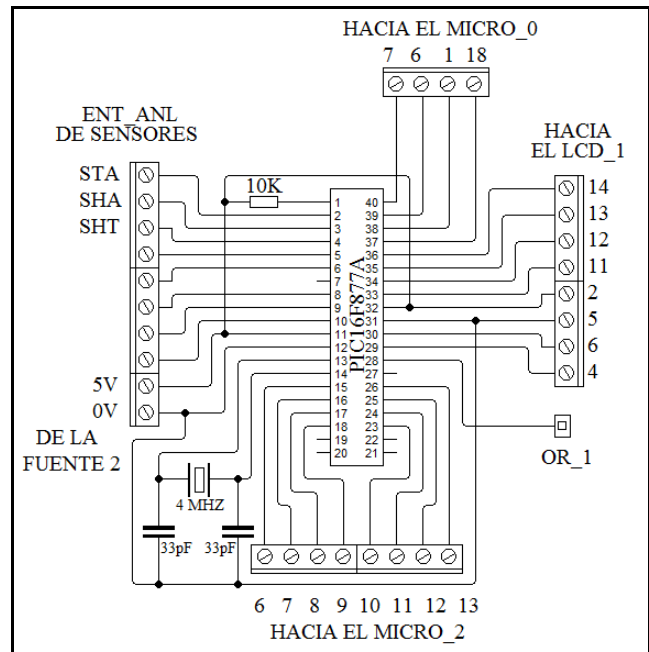 HACIA EL MICRO_0
7 6 1 18
ENT_ANL
DE SENSORES
HACIA
EL LCD_1
STA
SHA
SHT
5V
0V
DE LA
FUENTE 2
10K
1 40
2 39
3 38
4 37
5 36
6 35
7 34
8 33
9 32
10 31
11 30
12 29
13 28
14 27
15 26
16 25
17 24
18 23
19 22
20 21
PIC16F877A
14
13
12
11
2
5
6
4
OR_1
4 MHZ
33pF 33pF
6 7 8 9 10 11 12 13
HACIA EL MICRO_2